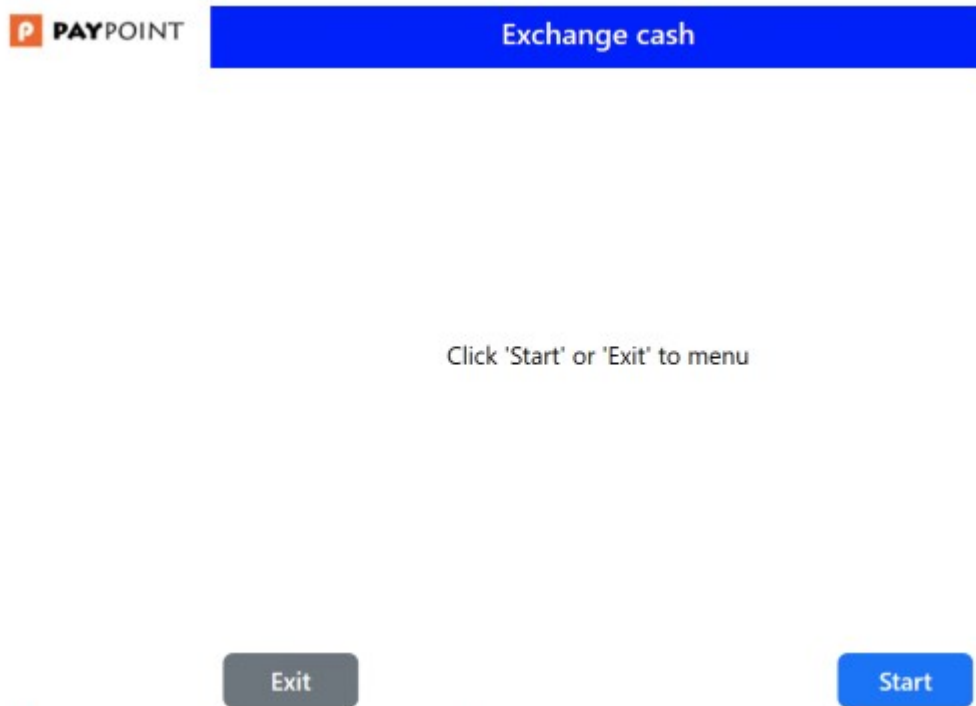 PAYPOINT
Exchange cash
Click 'Start' or 'Exit' to menu
Exit
Start